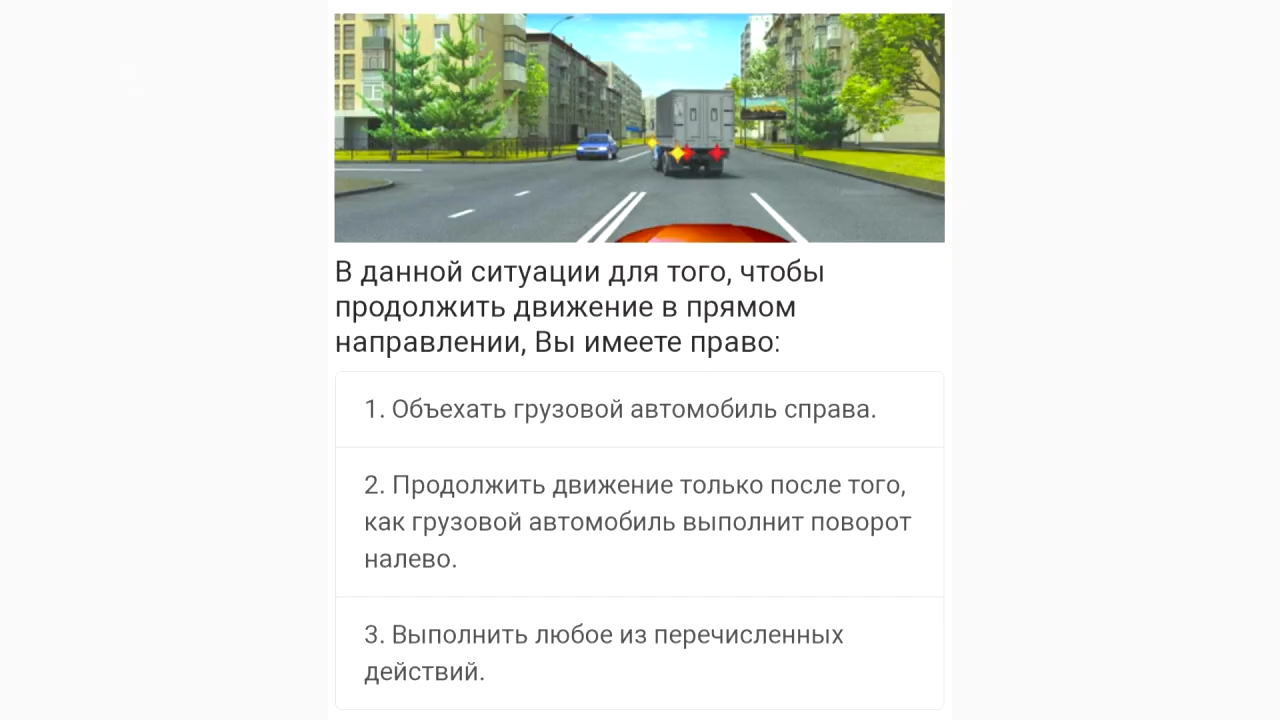 В данной ситуации для того, чтобы
продолжить движение в прямом
направлении, Вы имеете право:
1. Объехать грузовой автомобиль справа.
2. Продолжить движение только после того,
как грузовой автомобиль выполнит поворот
налево.
3. Выполнить любое из перечисленных
действий.